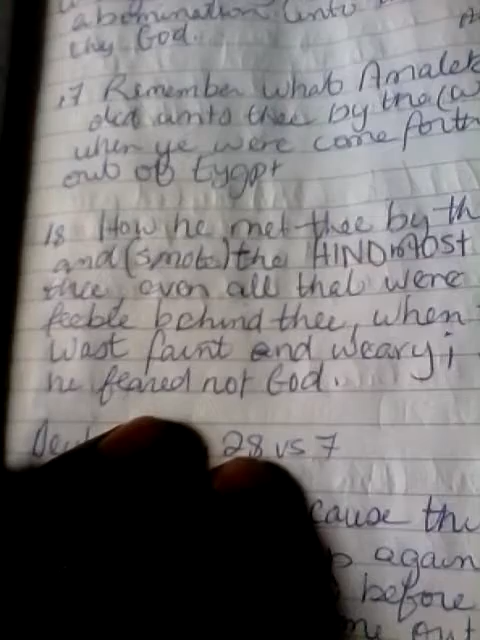 abomination unto
thy God.
17 Remember what Amalek
did unto thee by the (w
when ye were come forth
out of Eygpt
18 How he met thee by th
and (smote) the HINDMOST
thee, even all that were
feeble behind thee, when
wast faint and weary;
he feared not God.
28 vs 7
cause the
again
before
out